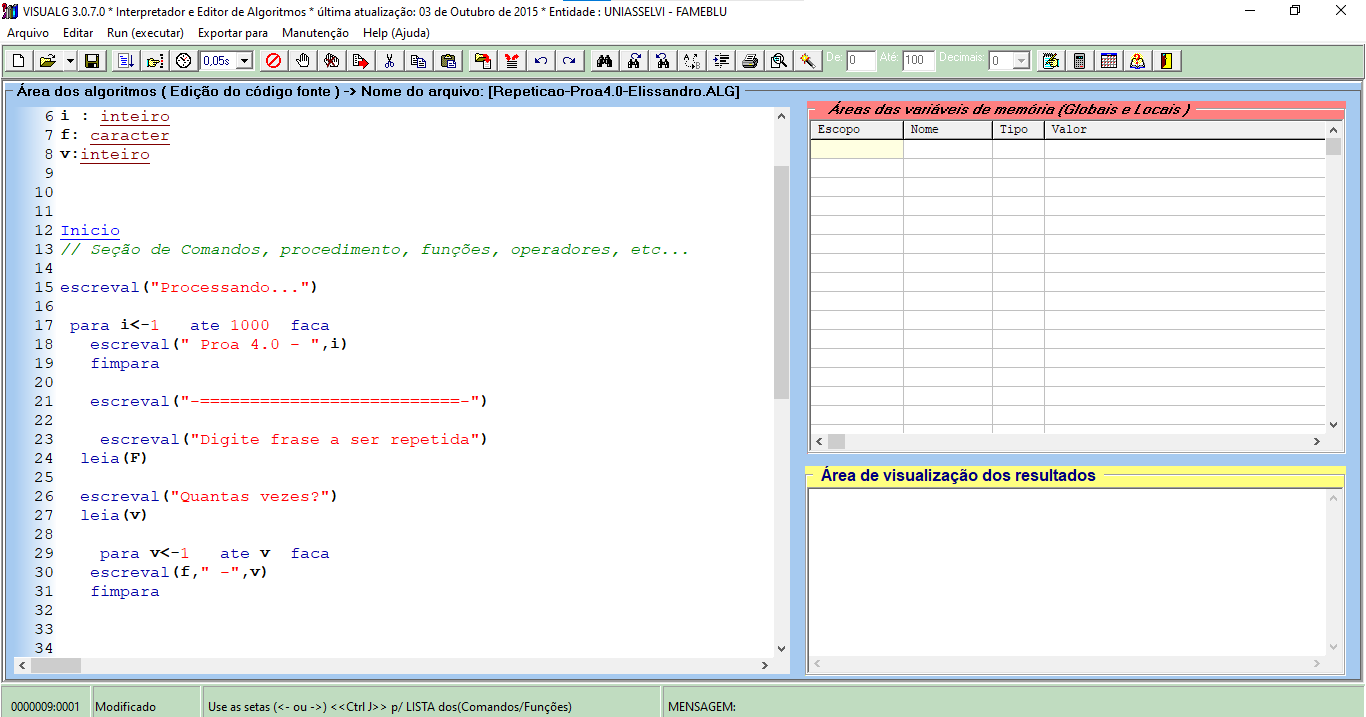 VISUALG 3.0.7.0 * Interpretador e Editor de Algoritmos * última atualização: 03 de Outubro de 2015 * Entidade : UNIASSELVI - FAMEBLU
Arquivo Editar Run (executar) Exportar para Manutenção Help (Ajuda)
0,05s De: 0 Até: 100 Decimais: 0
Área dos algoritmos ( Edição do código fonte ) -> Nome do arquivo: [Repeticao-Proa4.0-Elissandro.ALG]
6 i : inteiro
7 f: caracter
8 v:inteiro
9
10
11
12 Inicio
13 // Seção de Comandos, procedimento, funções, operadores, etc...
14
15 escreval("Processando...")
16
17 para i<-1 ate 1000 faca
18 escreval(" Proa 4.0 - ",i)
19 fimpara
20
21 escreval("-==========================-")
22
23 escreval("Digite frase a ser repetida")
24 leia(F)
25
26 escreval("Quantas vezes?")
27 leia(v)
28
29 para v<-1 ate v faca
30 escreval(f," -",v)
31 fimpara
32
33
34
Áreas das variáveis de memória (Globais e Locais )
Escopo Nome Tipo Valor
Área de visualização dos resultados
0000009:0001 Modificado Use as setas (<- ou ->) <<Ctrl J>> p/ LISTA dos(Comandos/Funções) MENSAGEM: